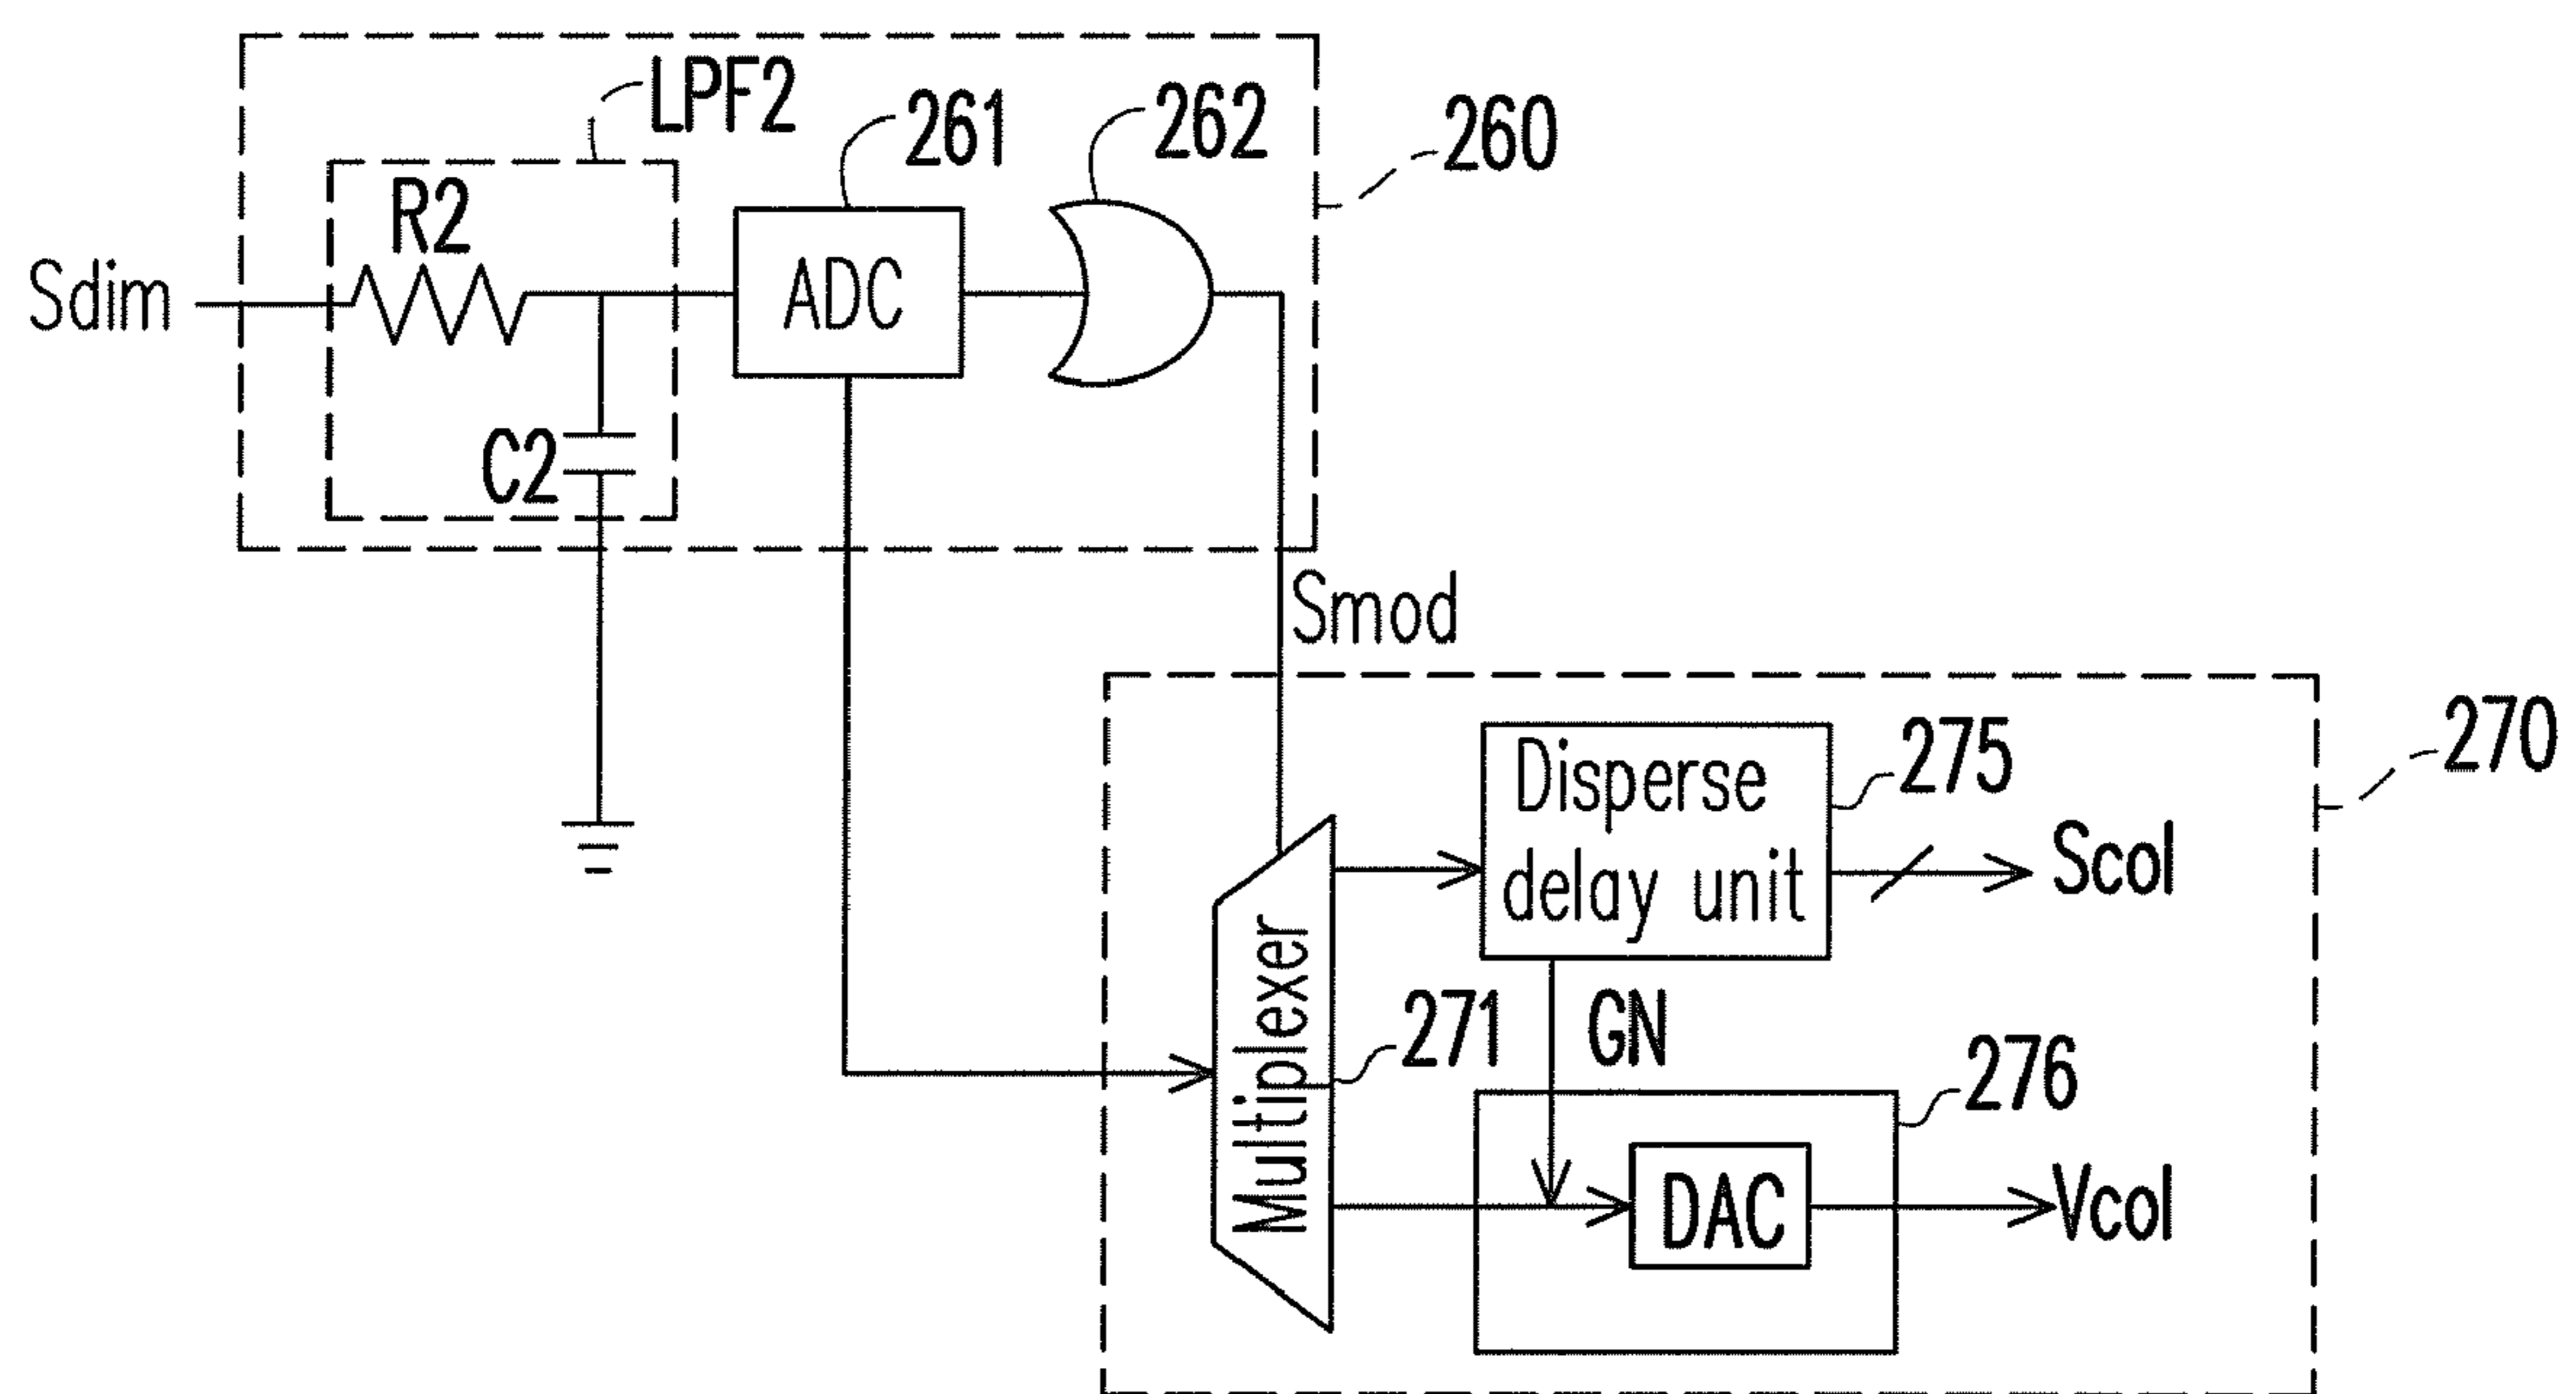 LPF2
261
262
260
R2
Sdim
ADC
C2
Smod
270
Disperse
delay unit
275
Scol
Multiplexer
271
GN
276
DAC
Vcol